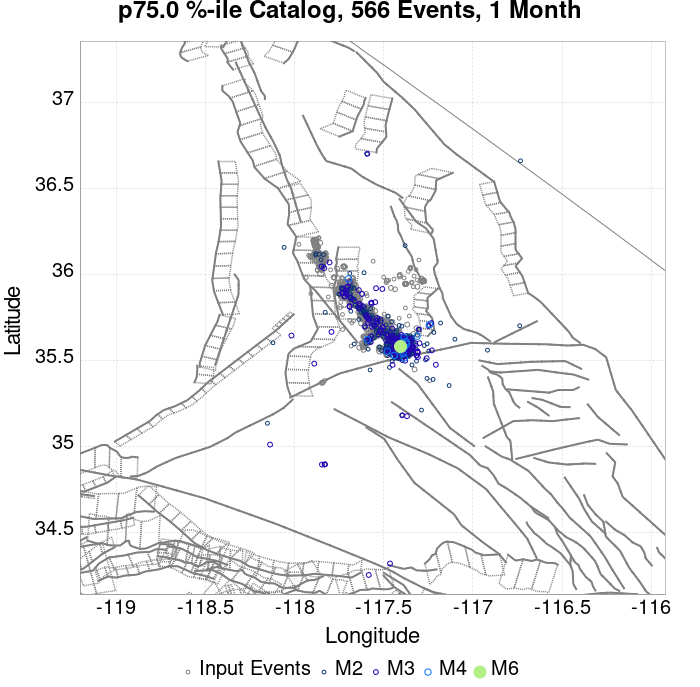 p75.0 %-ile Catalog, 566 Events, 1 Month
37
36.5
36
35.5
35
34.5
Latitude
-119
-118.5
-118
-117.5
-117
-116.5
-116
Longitude
Input Events
M2
M3
M4
M6